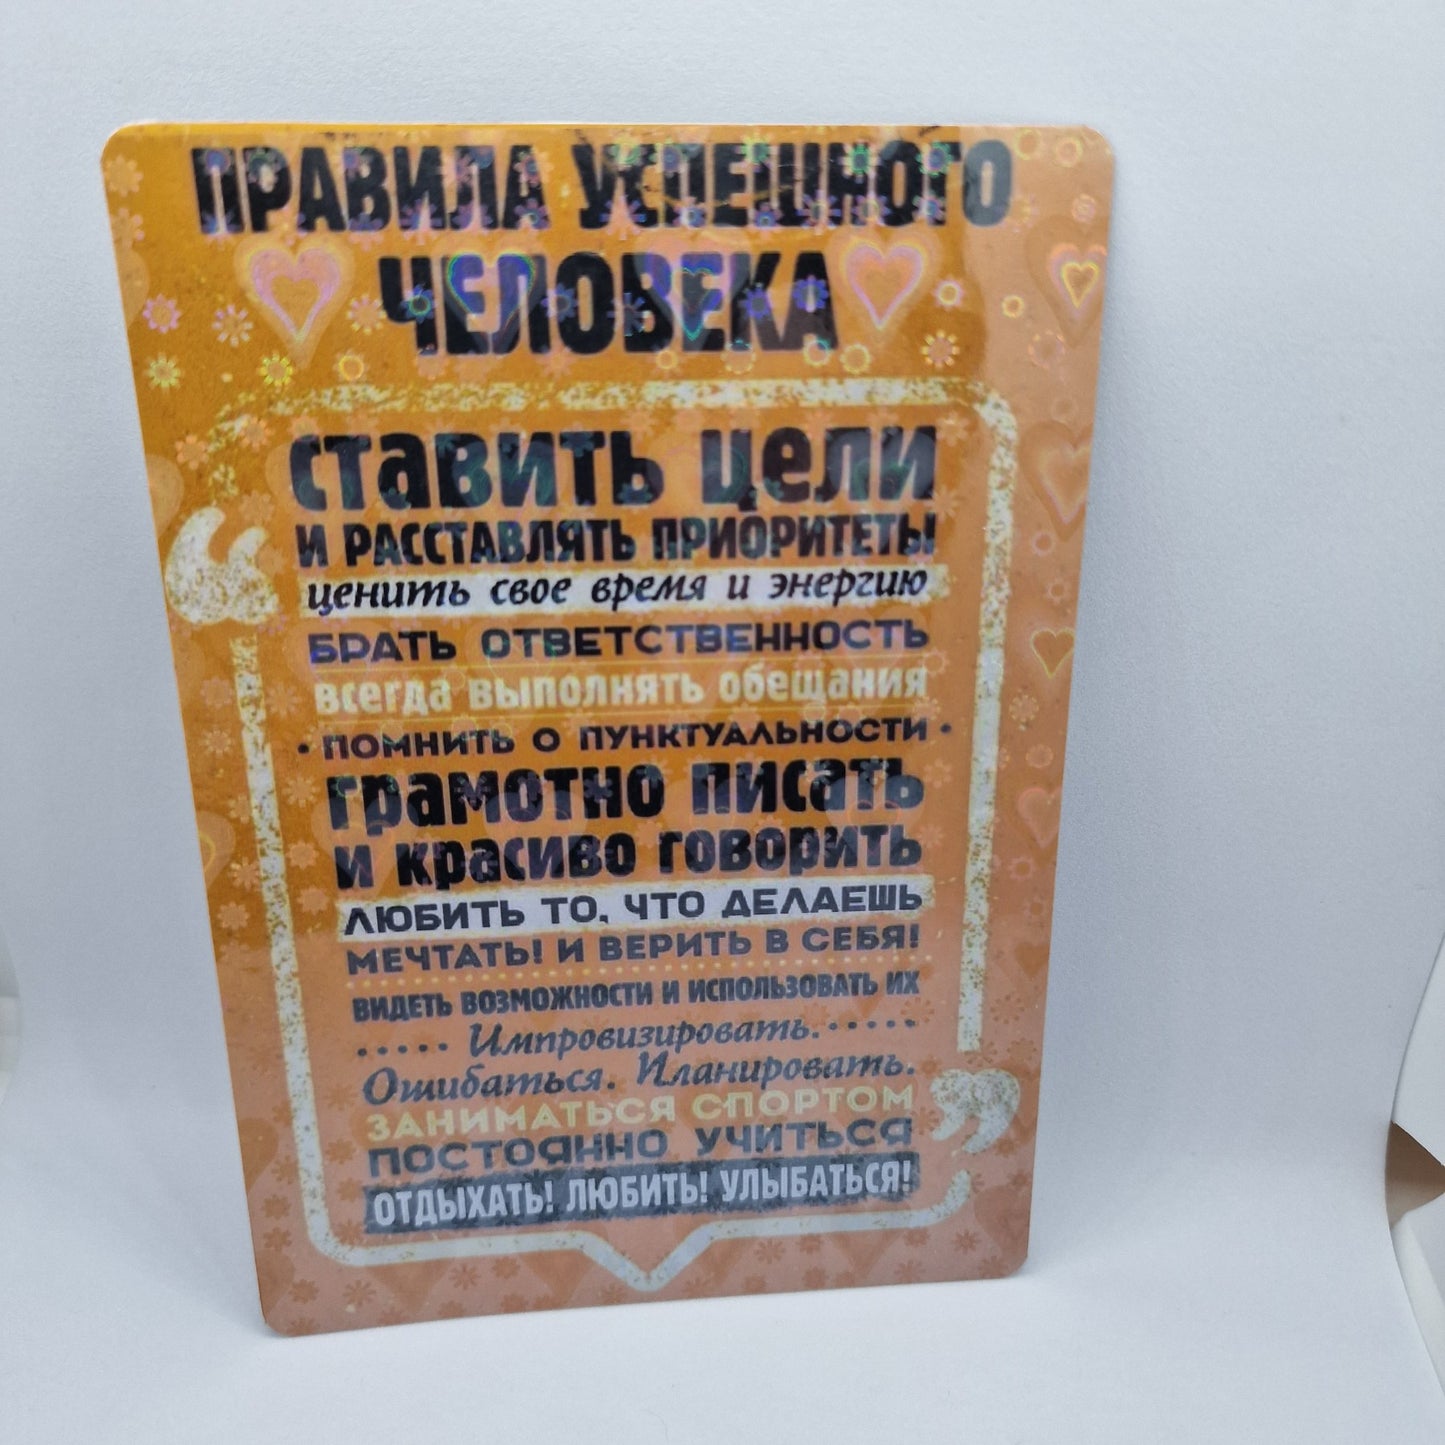 ПРАВИЛА УСПЕШНОГО
ЧЕЛОВЕКА
ставить цели
и РАССТАВЛЯТЬ ПРИОРИТЕТЫ
ценить свое время и энергию
БРАТЬ ОТВЕТСТВЕННОСТЬ
всегда выполнять обещания
• ПОМНИТЬ О ПУНКТУАЛЬНОСТИ •
грамотно писать
и красиво говорить
ЛЮБИТЬ ТО, ЧТО ДЕЛАЕШЬ
МЕЧТАТЬ! И ВЕРИТЬ В СЕБЯ!
ВИДЕТЬ ВОЗМОЖНОСТИ И ИСПОЛЬЗОВАТЬ ИХ
..... Импровизировать. .....
Ошибаться. Планировать.
ЗАНИМАТЬСЯ СПОРТОМ
ПОСТОЯННО УЧИТЬСЯ
ОТДЫХАТЬ! ЛЮБИТЬ! УЛЫБАТЬСЯ!